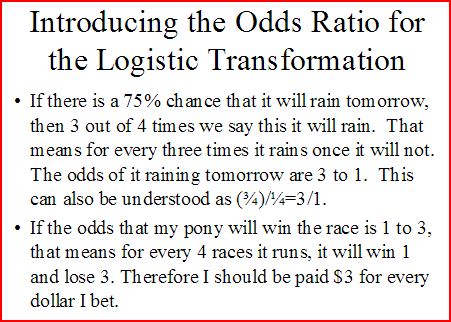 Introducing the Odds Ratio for
the Logistic Transformation
• If there is a 75% chance that it will rain tomorrow,
then 3 out of 4 times we say this it will rain.  That
means for every three times it rains once it will not.
The odds of it raining tomorrow are 3 to 1.  This
can also be understood as (¾)/¼=3/1.
• If the odds that my pony will win the race is 1 to 3,
that means for every 4 races it runs, it will win 1
and lose 3. Therefore I should be paid $3 for every
dollar I bet.